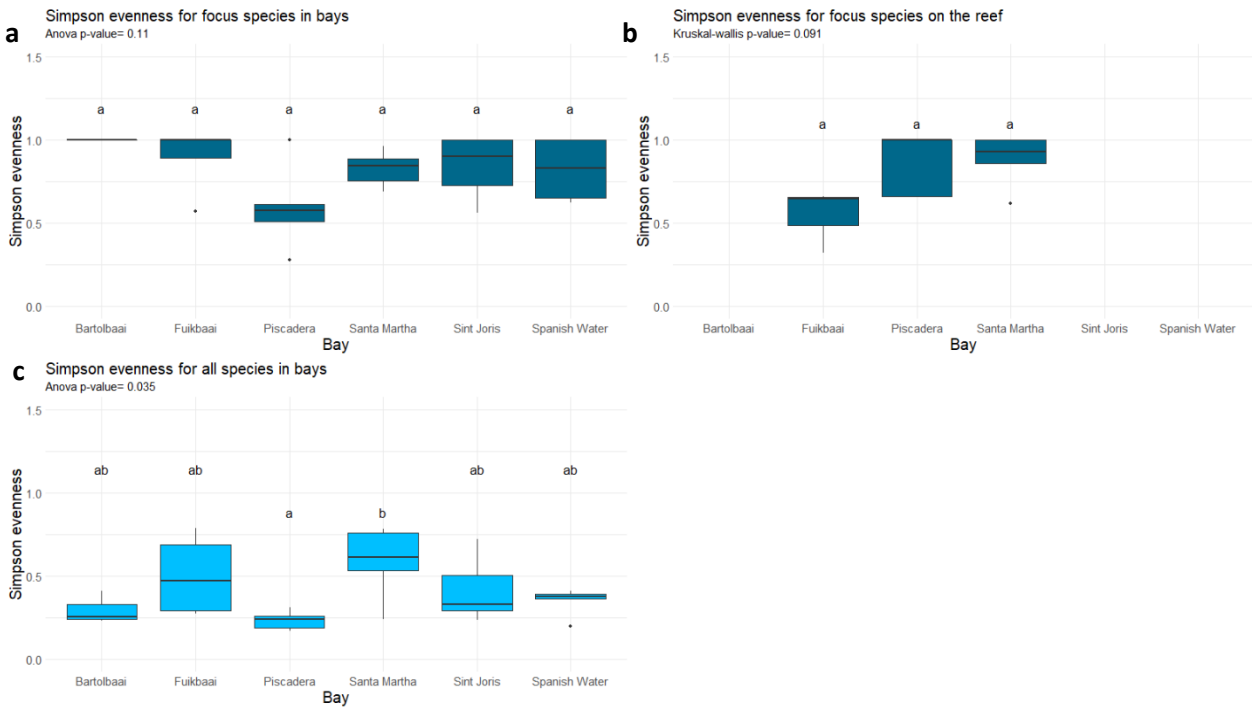 a
Simpson evenness for focus species in bays
Anova p-value= 0.11
1.5
1.0
0.5
0.0
Simpson evenness
a a a a a a
Bartolbaai Fuikbaai Piscadera Santa Martha Sint Joris Spanish Water
Bay
b
Simpson evenness for focus species on the reef
Kruskal-wallis p-value= 0.091
1.5
1.0
0.5
0.0
Simpson evenness
a a a
Bartolbaai Fuikbaai Piscadera Santa Martha Sint Joris Spanish Water
Bay
c
Simpson evenness for all species in bays
Anova p-value= 0.035
1.5
1.0
0.5
0.0
Simpson evenness
ab ab a b ab ab
Bartolbaai Fuikbaai Piscadera Santa Martha Sint Joris Spanish Water
Bay